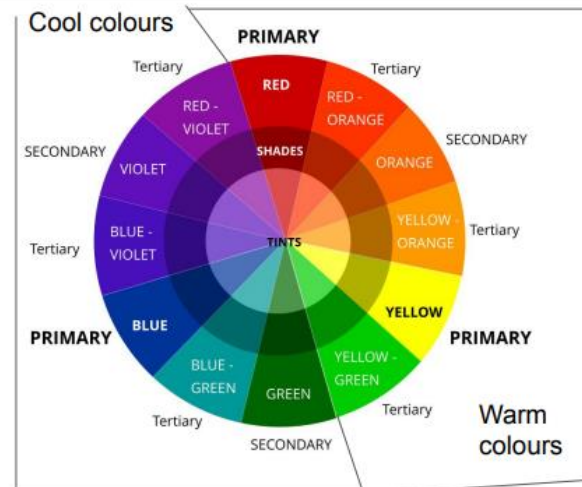 Cool colours
PRIMARY
Tertiary
Tertiary
RED
RED -
VIOLET
RED -
ORANGE
SECONDARY
SECONDARY
SHADES
VIOLET
ORANGE
BLUE -
VIOLET
YELLOW -
ORANGE
Tertiary
Tertiary
TINTS
PRIMARY
BLUE
YELLOW
PRIMARY
BLUE -
GREEN
YELLOW -
GREEN
GREEN
Tertiary
Tertiary
SECONDARY
Warm
colours